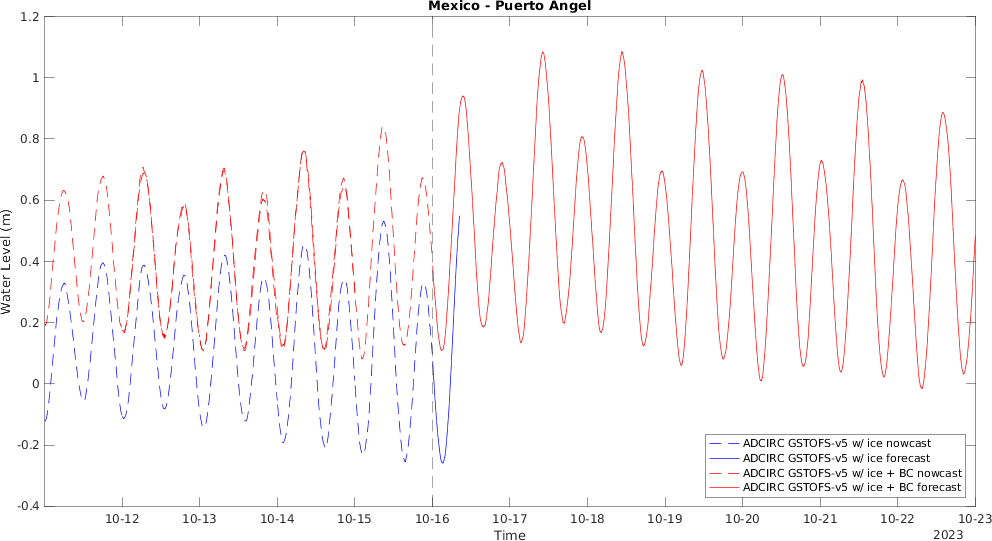 Mexico - Puerto Angel
1.2
1
0.8
0.6
0.4
0.2
0
-0.2
-0.4
Water Level (m)
ADCIRC GSTOFS-v5 w/ ice nowcast
ADCIRC GSTOFS-v5 w/ ice forecast
ADCIRC GSTOFS-v5 w/ ice + BC nowcast
ADCIRC GSTOFS-v5 w/ ice + BC forecast
10-12 10-13 10-14 10-15 10-16 10-17 10-18 10-19 10-20 10-21 10-22 10-23
Time
2023